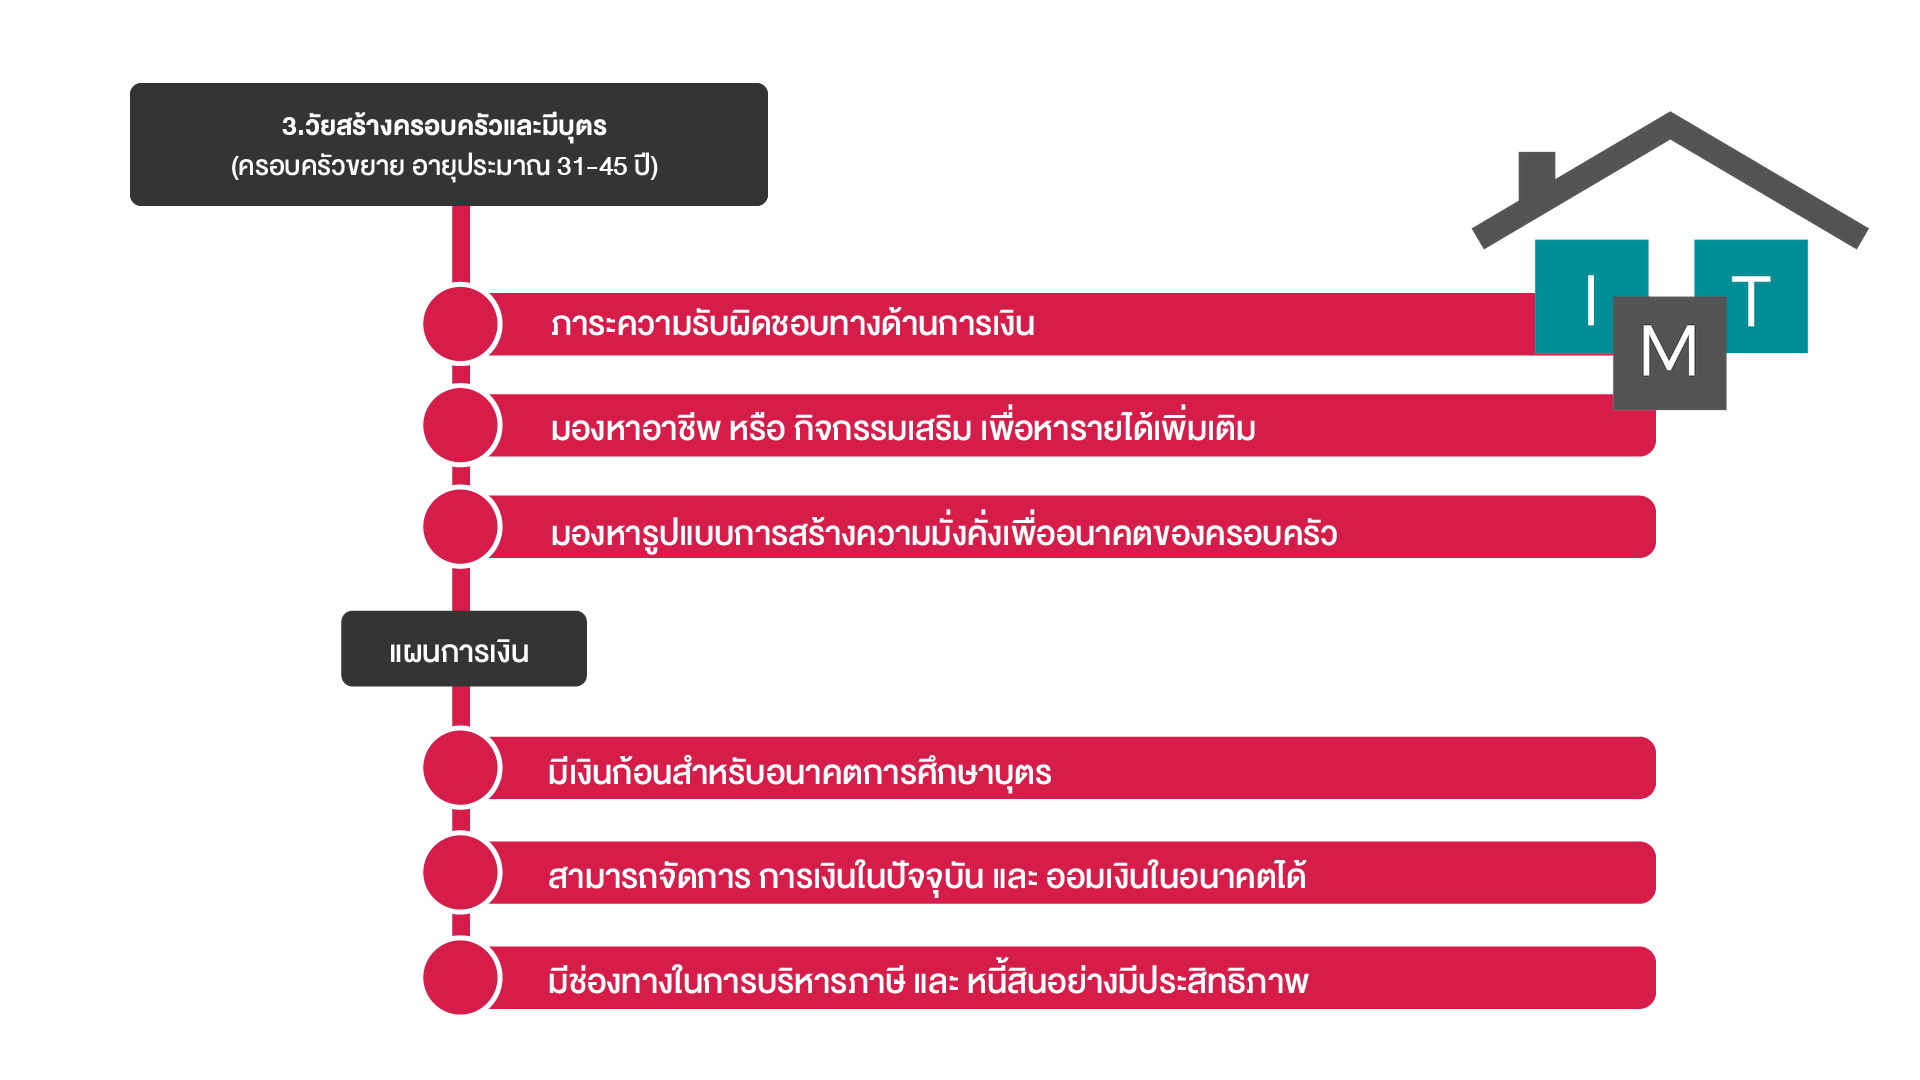 3.วัยสร้างครอบครัวและมีบุตร
(ครอบครัวขยาย อายุประมาณ 31-45 ปี)
I
T
M
ภาระความรับผิดชอบทางด้านการเงิน
มองหาอาชีพ หรือ กิจกรรมเสริม เพื่อหารายได้เพิ่มเติม
มองหารูปแบบการสร้างความมั่งคั่งเพื่ออนาคตของครอบครัว
แผนการเงิน
มีเงินก้อนสำหรับอนาคตการศึกษาบุตร
สามารถจัดการ การเงินในปัจจุบัน และ ออมเงินในอนาคตได้
มีช่องทางในการบริหารภาษี และ หนี้สินอย่างมีประสิทธิภาพ